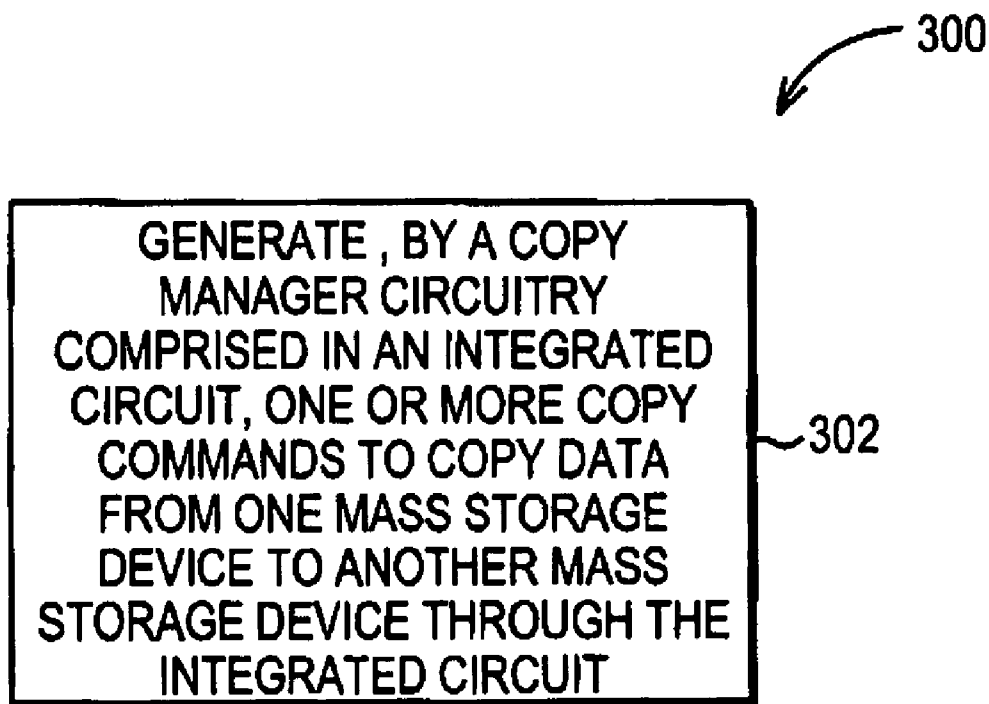 300
GENERATE , BY A COPY
MANAGER CIRCUITRY
COMPRISED IN AN INTEGRATED
CIRCUIT, ONE OR MORE COPY
COMMANDS TO COPY DATA
FROM ONE MASS STORAGE
DEVICE TO ANOTHER MASS
STORAGE DEVICE THROUGH THE
INTEGRATED CIRCUIT
302